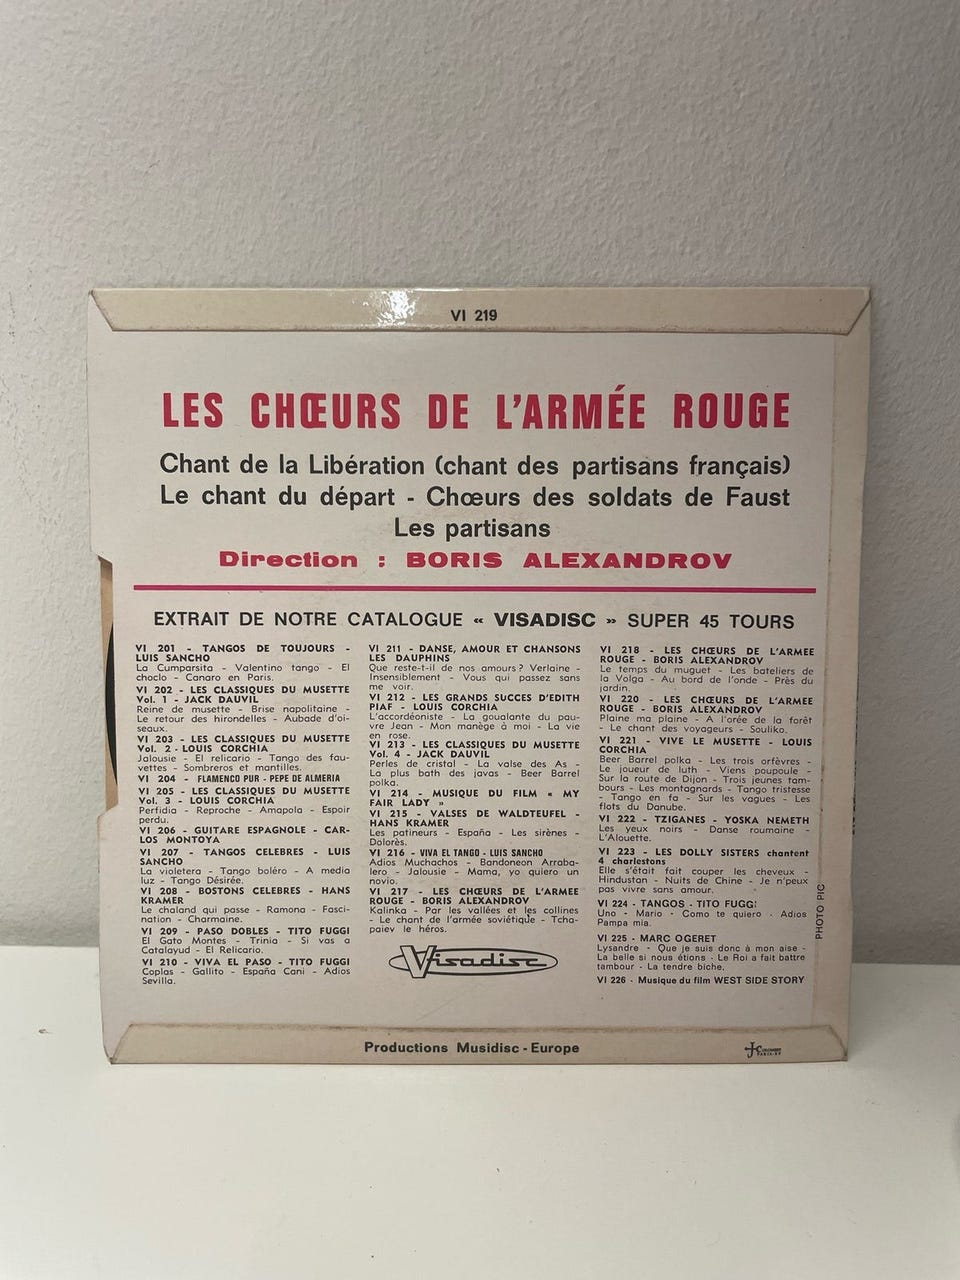 VI 219
LES CHŒURS DE L'ARMÉE ROUGE
Chant de la Libération (chant des partisans français)
Le chant du départ - Chœurs des soldats de Faust
Les partisans
Direction : BORIS ALEXANDROV
EXTRAIT DE NOTRE CATALOGUE « VISADISC » SUPER 45 TOURS
VI 201 - TANGOS DE TOUJOURS -
LUIS SANCHO
La Cumparsita - Valentino tango - El
choclo - Canaro en Paris.
VI 202 - LES CLASSIQUES DU MUSETTE
Vol. 1 - JACK DAUVIL
Reine de musette - Brise napolitaine -
Le retour des hirondelles - Aubade d'oi-
seaux.
VI 203 - LES CLASSIQUES DU MUSETTE
Vol. 2 - LOUIS CORCHIA
Jalousie - El relicario - Tango des fau-
vettes - Sombreros et mantilles.
VI 204 - FLAMENCO PUR - PEPE DE ALMERIA
VI 205 - LES CLASSIQUES DU MUSETTE
Vol. 3 - LOUIS CORCHIA
Perfidia - Reproche - Amapola - Espoir
perdu.
VI 206 - GUITARE ESPAGNOLE - CAR-
LOS MONTOYA
VI 207 - TANGOS CELEBRES - LUIS
SANCHO
La violetera - Tango boléro - A media
luz - Tango Désirée.
VI 208 - BOSTONS CELEBRES - HANS
KRAMER
Le chaland qui passe - Ramona - Fasci-
nation - Charmaine.
VI 209 - PASO DOBLES - TITO FUGGI
El Gato Montes - Trinia - Si vas a
Catalayud - El Relicario.
VI 210 - VIVA EL PASO - TITO FUGGI
Coplas - Gallito - España Cani - Adios
Sevilla.
VI 211 - DANSE, AMOUR ET CHANSONS
LES DAUPHINS
Que reste-t-il de nos amours ? Verlaine -
Insensiblement - Vous qui passez sans
me voir.
VI 212 - LES GRANDS SUCCES D'EDITH
PIAF - LOUIS CORCHIA
L'accordéoniste - La goualante du pau-
vre Jean - Mon manège à moi - La vie
en rose.
VI 213 - LES CLASSIQUES DU MUSETTE
Vol. 4 - JACK DAUVIL
Perles de cristal - La valse des As -
La plus bath des javas - Beer Barrel
polka.
VI 214 - MUSIQUE DU FILM « MY
FAIR LADY »
VI 215 - VALSES DE WALDTEUFEL -
HANS KRAMER
Les patineurs - España - Les sirènes -
Dolorès.
VI 216 - VIVA EL TANGO - LUIS SANCHO
Adios Muchachos - Bandoneon Arraba-
lero - Jalousie - Mama, yo quiero un
novio.
VI 217 - LES CHŒURS DE L'ARMEE
ROUGE - BORIS ALEXANDROV
Kalinka - Par les vallées et les collines
- Le chant de l'armée soviétique - Tcha-
paiev le héros.
Visadisc
VI 218 - LES CHŒURS DE L'ARMEE
ROUGE - BORIS ALEXANDROV
Le temps du muguet - Les bateliers de
la Volga - Au bord de l'onde - Près du
jardin.
VI 220 - LES CHŒURS DE L'ARMEE
ROUGE - BORIS ALEXANDROV
Plaine ma plaine - A l'orée de la forêt
- Le chant des voyageurs - Souliko.
VI 221 - VIVE LE MUSETTE - LOUIS
CORCHIA
Beer Barrel polka - Les trois orfèvres -
Le joueur de luth - Viens poupoule -
Sur la route de Dijon - Trois jeunes tam-
bours - Les montagnards - Tango tristesse
- Tango en fa - Sur les vagues - Les
flots du Danube.
VI 222 - TZIGANES - YOSKA NEMETH
Les yeux noirs - Danse roumaine -
L'Alouette.
VI 223 - LES DOLLY SISTERS chantent
4 charlestons
Elle s'était fait couper les cheveux -
Hindustan - Nuits de Chine - Je n'peux
pas vivre sans amour.
VI 224 - TANGOS - TITO FUGGI
Uno - Mario - Como te quiero - Adios
Pampa mia.
VI 225 - MARC OGERET
Lysandre - Que je suis donc à mon aise -
La belle si nous étions - Le Roi a fait battre
tambour - La tendre biche.
VI 226 - Musique du film WEST SIDE STORY
PHOTO PIC
Productions Musidisc - Europe